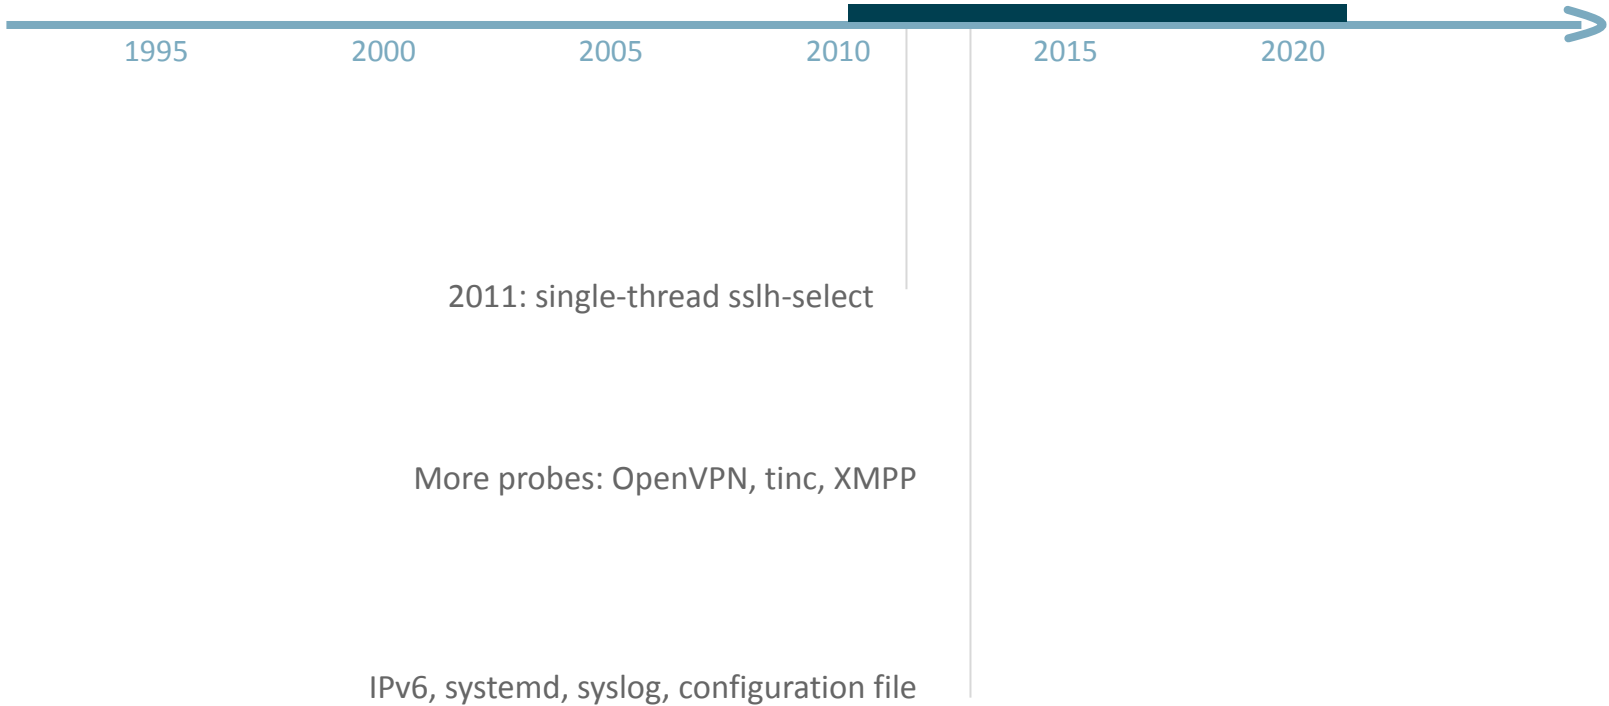 1995 2000 2005 2010 2015 2020
2011: single-thread sslh-select
More probes: OpenVPN, tinc, XMPP
IPv6, systemd, syslog, configuration file